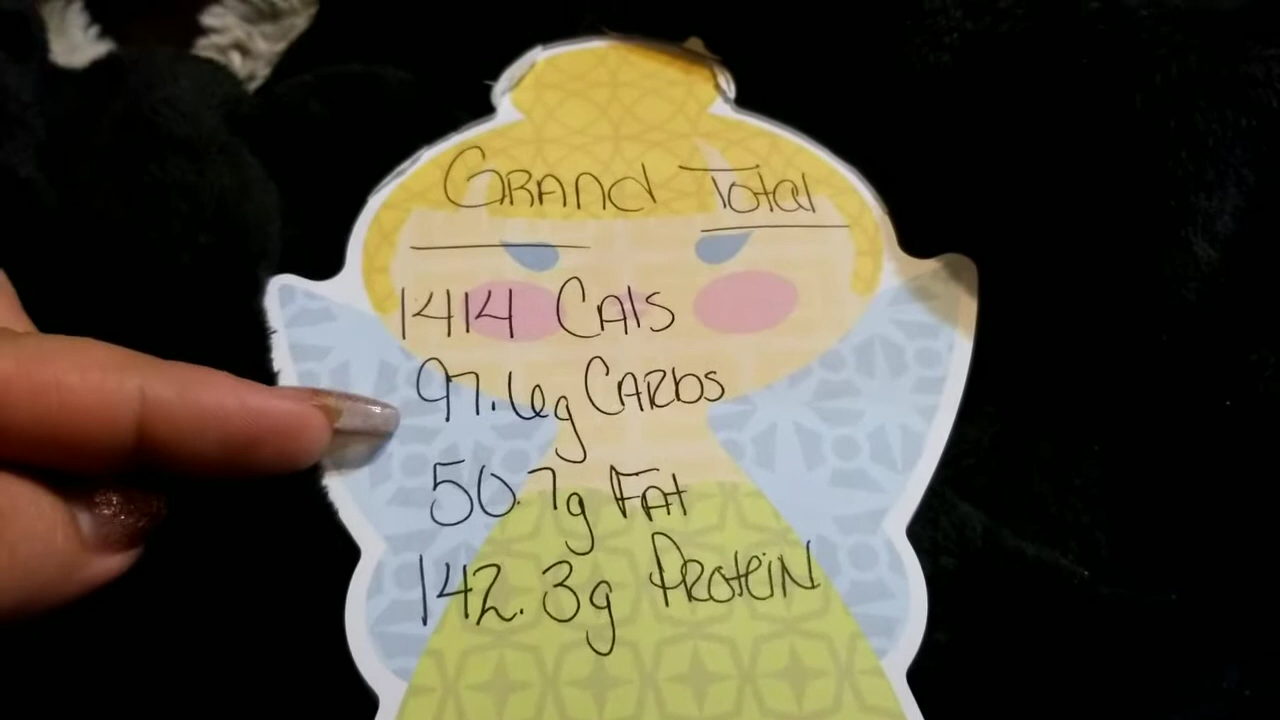 GRAND Total
1414 CAls
97.6g CARbs
50.7g FAt
142.3g PROteiN